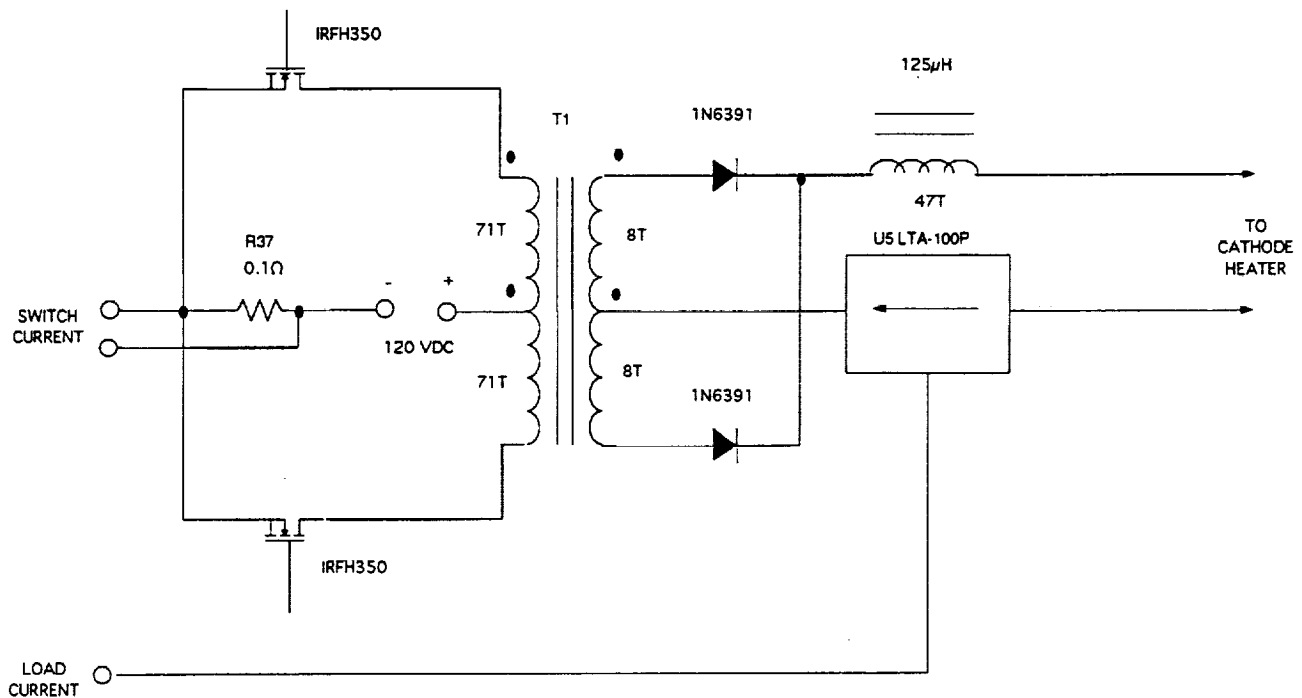 IRFH350
125µH
T1
1N6391
47T
71T
8T
R37
0.1Ω
U5 LTA-100P
TO
CATHODE
HEATER
- +
SWITCH
CURRENT
120 VDC
71T
8T
1N6391
IRFH350
LOAD
CURRENT